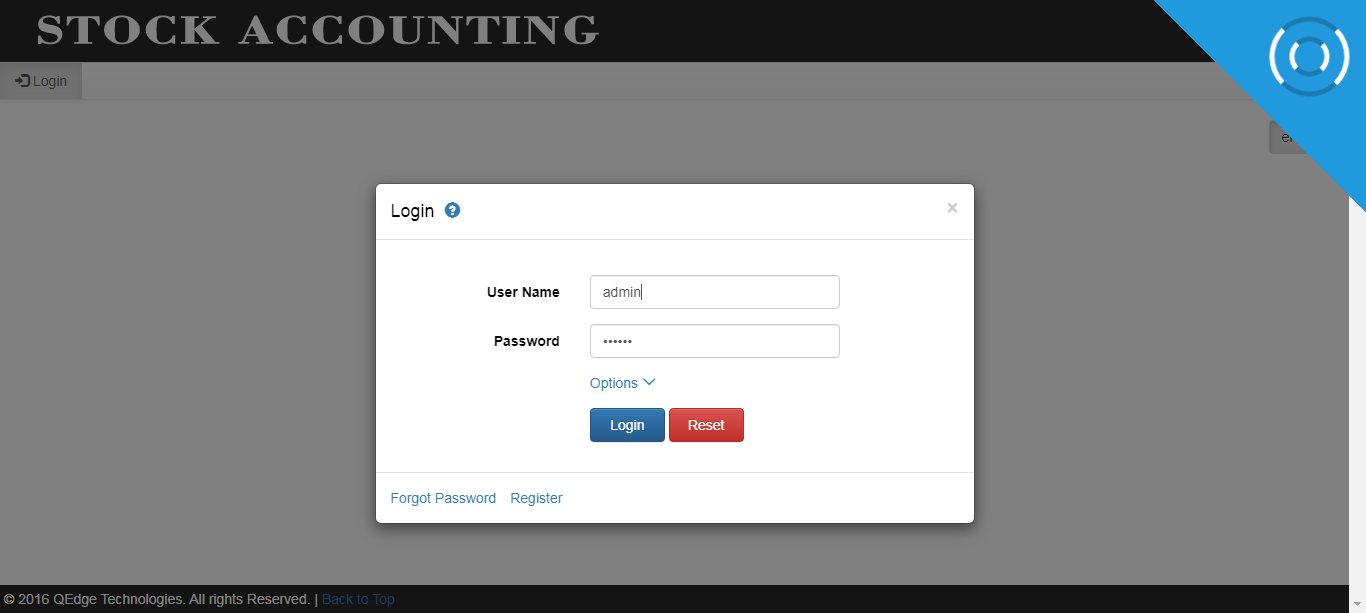 STOCK ACCOUNTING
Login
Login
User Name admin
Password ••••••
Options
Login Reset
Forgot Password Register
© 2016 QEdge Technologies. All rights Reserved. | Back to Top